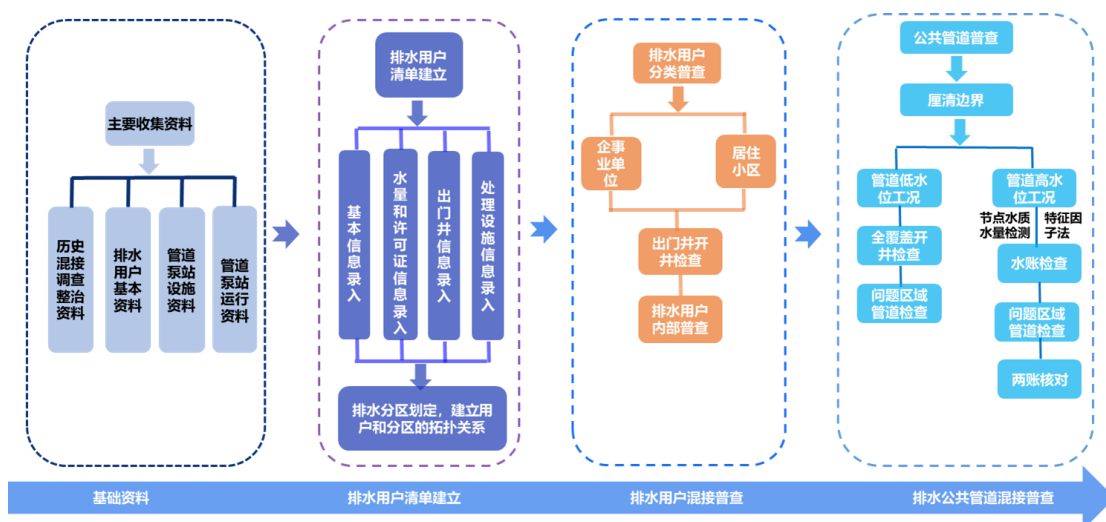 主要收集资料
历史
混接
调查
整治
资料
排水
用户
基本
资料
管道
泵站
设施
资料
管道
泵站
运行
资料
排水用户
清单建立
基本信息录入
水量和许可证信息录入
出门井信息录入
处理设施信息录入
排水分区划定，建立用
户和分区的拓扑关系
排水用户
分类普查
企事
业单
位
居住
小区
出门井开
井检查
排水用户
内部普查
公共管道普查
厘清边界
管道低水
位工况
全覆盖开
井检查
问题区域
管道检查
管道高水
位工况
节点水质
水量检测
特征因
子法
水账检查
问题区域
管道检查
两账核对
基础资料
排水用户清单建立
排水用户混接普查
排水公共管道混接普查